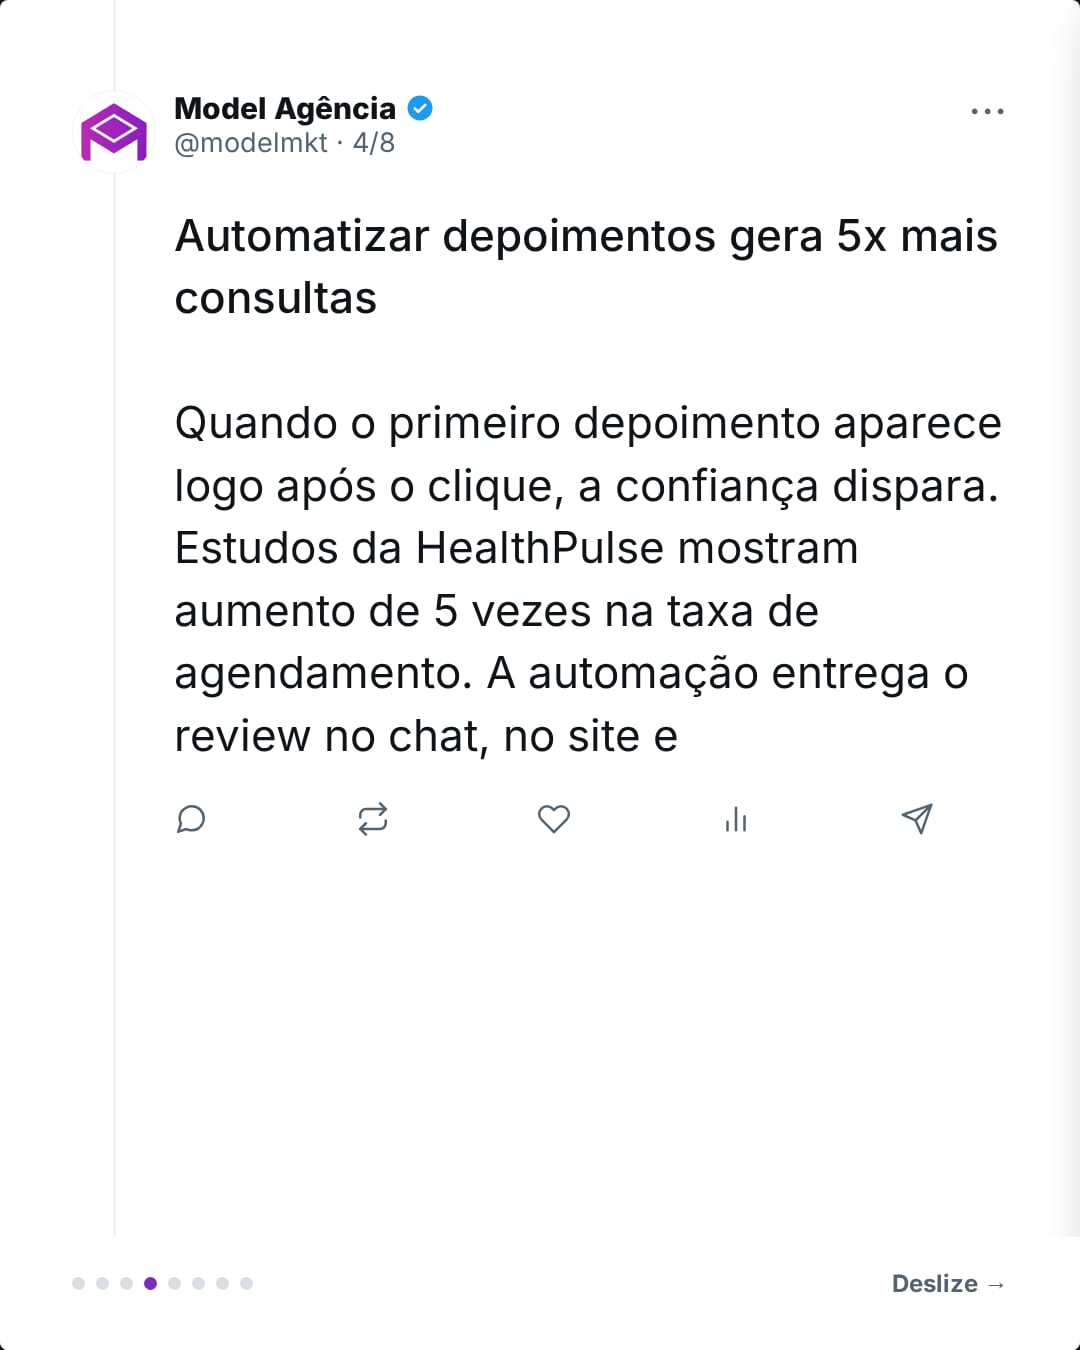 Model Agência
@modelmkt · 4/8
Automatizar depoimentos gera 5x mais
consultas
Quando o primeiro depoimento aparece
logo após o clique, a confiança dispara.
Estudos da HealthPulse mostram
aumento de 5 vezes na taxa de
agendamento. A automação entrega o
review no chat, no site e
Deslize →